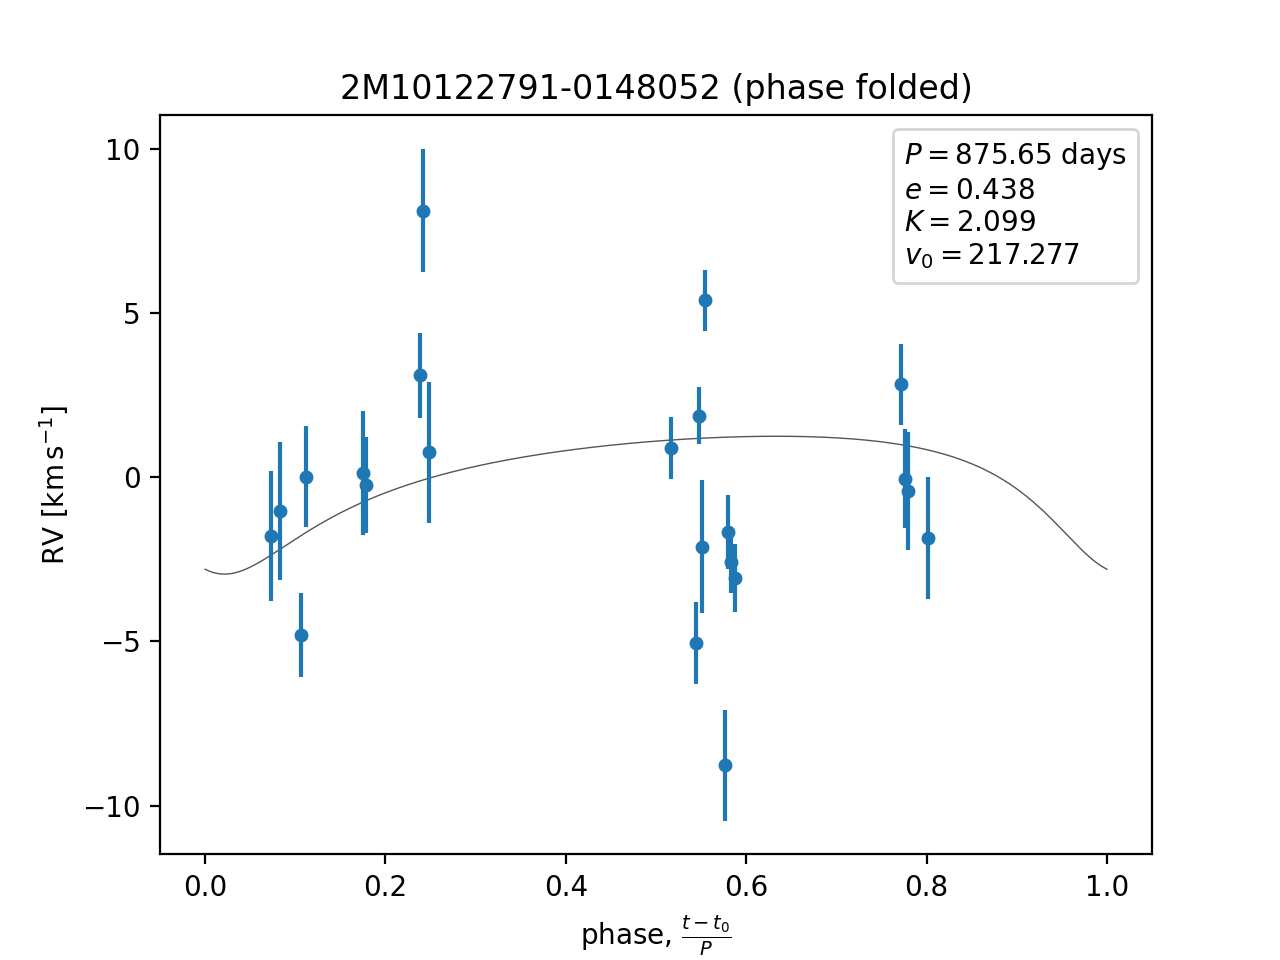 2M10122791-0148052 (phase folded)
P = 875.65 days
e = 0.438
K = 2.099
v₀ = 217.277
10
5
0
−5
−10
RV [km s⁻¹]
0.0 0.2 0.4 0.6 0.8 1.0
phase, (t − t₀)/P